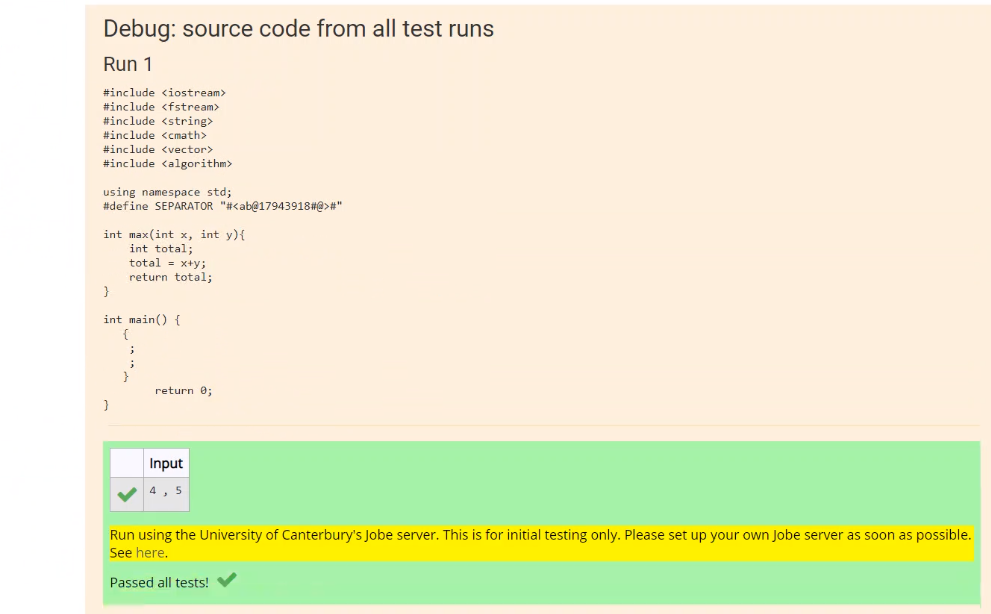 Debug: source code from all test runs
Run 1
#include <iostream>
#include <fstream>
#include <string>
#include <cmath>
#include <vector>
#include <algorithm>
using namespace std;
#define SEPARATOR "#<ab@17943918#@>#"
int max(int x, int y){
int total;
total = x+y;
return total;
}
int main() {
{
;
;
}
return 0;
}
Input
4 , 5
Run using the University of Canterbury's Jobe server. This is for initial testing only. Please set up your own Jobe server as soon as possible.
See here.
Passed all tests!